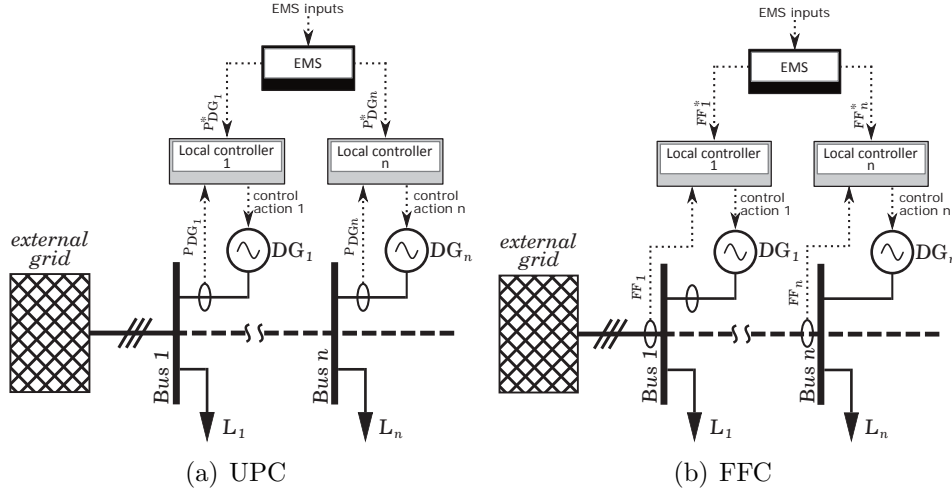 EMS inputs
EMS
P*DG1
P*DGn
Local controller
1
Local controller
n
control
action 1
control
action n
PDG1
PDGn
DG1
DGn
external
grid
Bus 1
Bus n
L1
Ln
(a) UPC
EMS inputs
EMS
FF*1
FF*n
Local controller
1
Local controller
n
control
action 1
control
action n
FF1
FFn
DG1
DGn
external
grid
Bus 1
Bus n
L1
Ln
(b) FFC